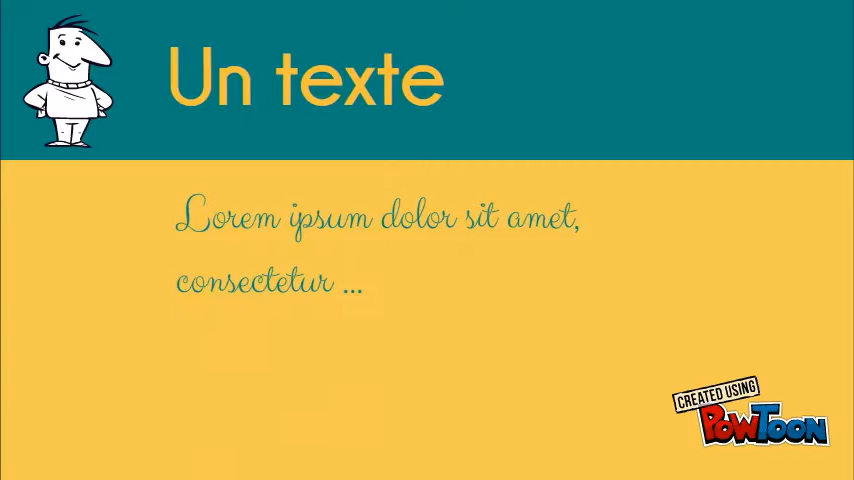 Un texte
Lorem ipsum dolor sit amet,
consectetur ...
CREATED USING
POWTOON